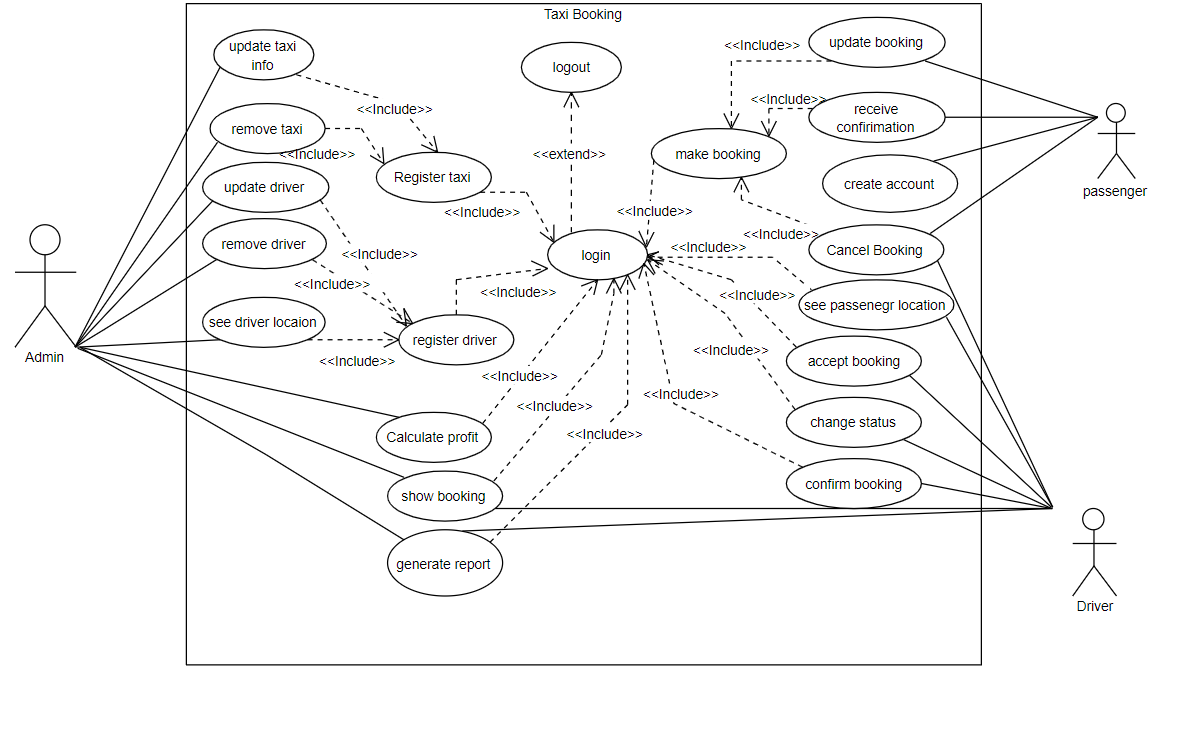 Taxi Booking
update taxi
info
logout
<<Include>>
update booking
<<Include>>
<<Include>>
receive
confirimation
remove taxi
<<Include>>
<<extend>>
make booking
Register taxi
create account
passenger
update driver
<<Include>>
<<Include>>
<<Include>>
remove driver
<<Include>>
login
<<Include>>
Cancel Booking
<<Include>>
<<Include>>
<<Include>>
see passenegr location
see driver locaion
register driver
Admin
<<Include>>
<<Include>>
accept booking
<<Include>>
<<Include>>
<<Include>>
change status
Calculate profit
<<Include>>
show booking
confirm booking
generate report
Driver